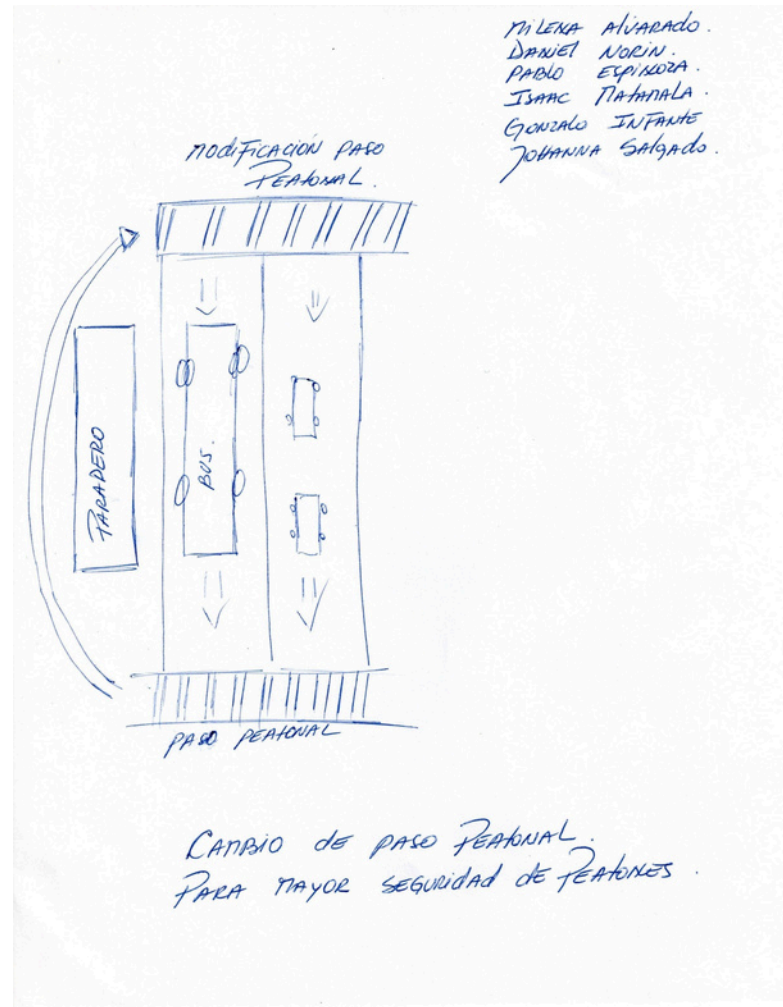 MILENA ALVARADO.
DANIEL NORIN.
PABLO ESPINOZA.
ISAAC MATAMALA.
GONZALO INFANTE
JOHANNA SALGADO.
MODIFICACIÓN PASO
PEATONAL.
PARADERO
BUS.
PASO PEATONAL
CAMBIO DE PASO PEATONAL.
PARA MAYOR SEGURIDAD DE PEATONES.